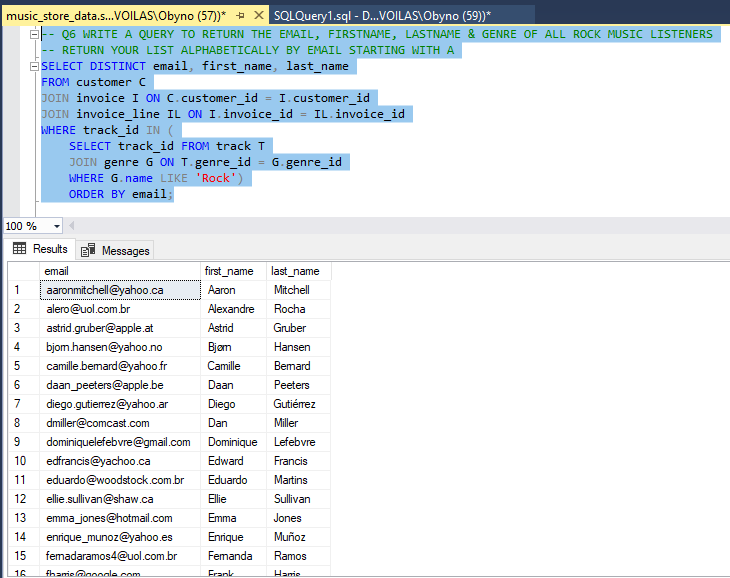 music_store_data.s...VOILAS\Obyno (57))*
SQLQuery1.sql - D...VOILAS\Obyno (59))*
-- Q6 WRITE A QUERY TO RETURN THE EMAIL, FIRSTNAME, LASTNAME & GENRE OF ALL ROCK MUSIC LISTENERS
-- RETURN YOUR LIST ALPHABETICALLY BY EMAIL STARTING WITH A
SELECT DISTINCT email, first_name, last_name
FROM customer C
JOIN invoice I ON C.customer_id = I.customer_id
JOIN invoice_line IL ON I.invoice_id = IL.invoice_id
WHERE track_id IN (
SELECT track_id FROM track T
JOIN genre G ON T.genre_id = G.genre_id
WHERE G.name LIKE 'Rock')
ORDER BY email;
100 %
Results Messages
email first_name last_name
1 aaronmitchell@yahoo.ca Aaron Mitchell
2 alero@uol.com.br Alexandre Rocha
3 astrid.gruber@apple.at Astrid Gruber
4 bjorn.hansen@yahoo.no Bjørn Hansen
5 camille.bernard@yahoo.fr Camille Bernard
6 daan_peeters@apple.be Daan Peeters
7 diego.gutierrez@yahoo.ar Diego Gutiérrez
8 dmiller@comcast.com Dan Miller
9 dominiquelefebvre@gmail.com Dominique Lefebvre
10 edfrancis@yachoo.ca Edward Francis
11 eduardo@woodstock.com.br Eduardo Martins
12 ellie.sullivan@shaw.ca Ellie Sullivan
13 emma_jones@hotmail.com Emma Jones
14 enrique_munoz@yahoo.es Enrique Muñoz
15 fernadaramos4@uol.com.br Fernanda Ramos
16 fharris@google.com Frank Harris